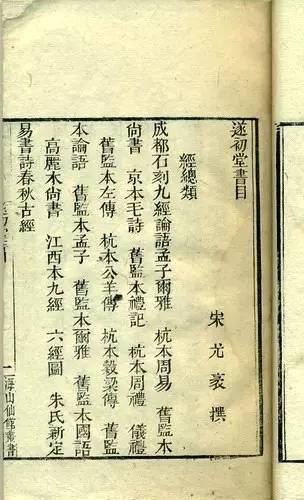 遂初堂書目
宋 尤袤 撰
經總類
成都石刻九經論語孟子爾雅 杭本周易 舊監本
尚書 京本毛詩 舊監本禮記 杭本周禮 儀禮
舊監本左傳 杭本公羊傳 杭本穀梁傳 舊監
本論語 舊監本孟子 舊監本爾雅 舊監本國語
高麗本尚書 江西本九經 六經圖 朱氏新定
易書詩春秋古經
一 海山仙館叢書